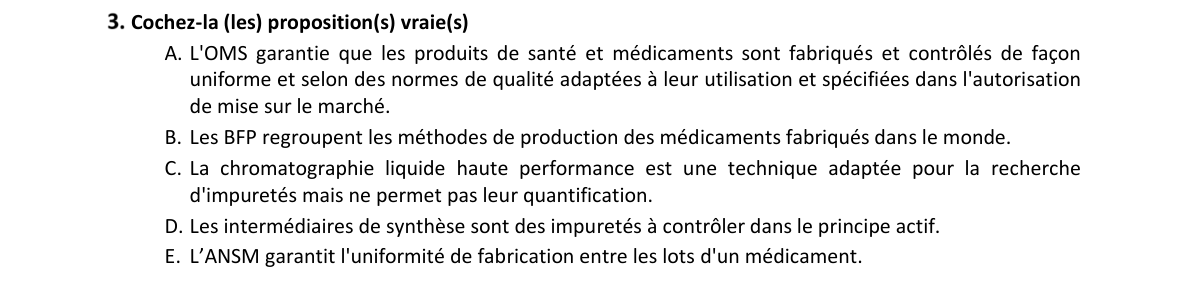 3. Cochez-la (les) proposition(s) vraie(s)
A. L'OMS garantie que les produits de santé et médicaments sont fabriqués et contrôlés de façon
uniforme et selon des normes de qualité adaptées à leur utilisation et spécifiées dans l'autorisation
de mise sur le marché.
B. Les BFP regroupent les méthodes de production des médicaments fabriqués dans le monde.
C. La chromatographie liquide haute performance est une technique adaptée pour la recherche
d'impuretés mais ne permet pas leur quantification.
D. Les intermédiaires de synthèse sont des impuretés à contrôler dans le principe actif.
E. L’ANSM garantit l'uniformité de fabrication entre les lots d'un médicament.